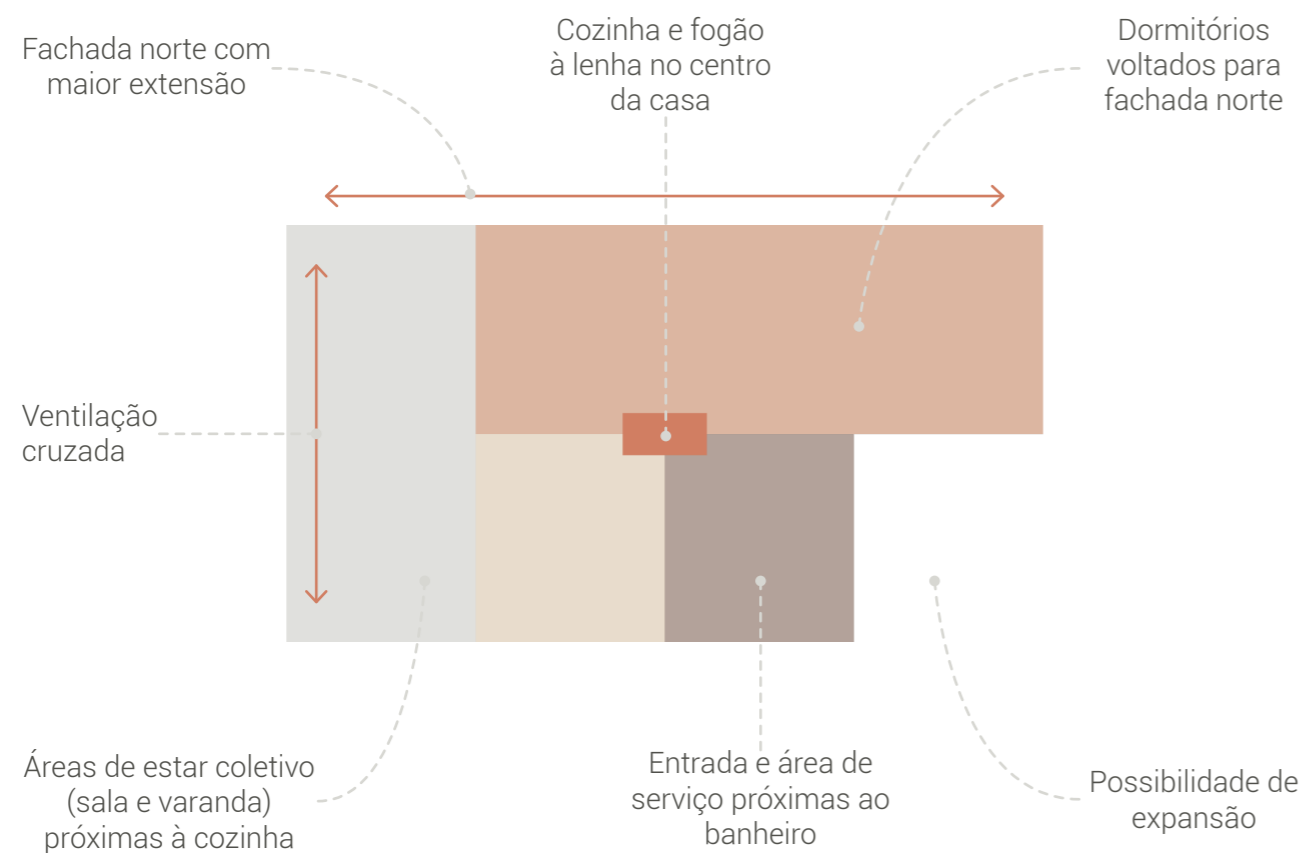 Fachada norte com
maior extensão
Cozinha e fogão
à lenha no centro
da casa
Dormitórios
voltados para
fachada norte
Ventilação
cruzada
Áreas de estar coletivo
(sala e varanda)
próximas à cozinha
Entrada e área de
serviço próximas ao
banheiro
Possibilidade de
expansão